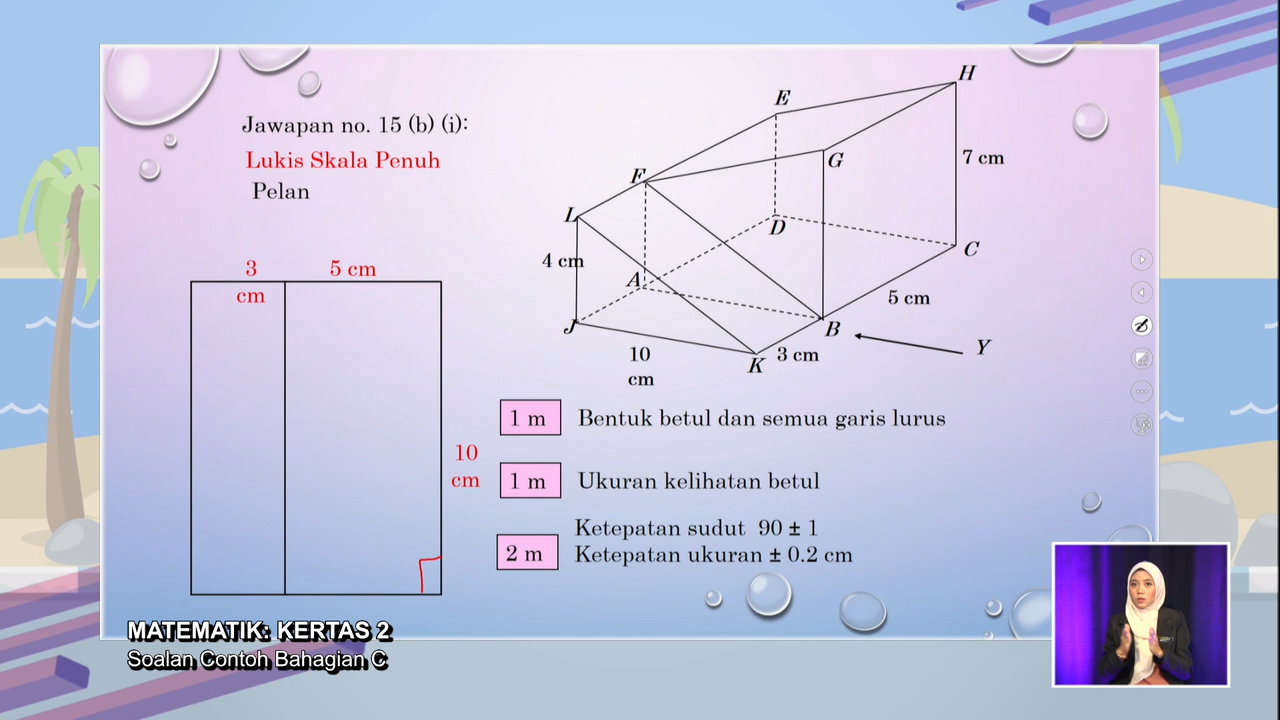 Jawapan no. 15 (b) (i):
Lukis Skala Penuh
Pelan
3
cm
5 cm
10
cm
H
E
G
7 cm
F
L
D
C
4 cm
A
5 cm
J
B
Y
10
cm
3 cm
K
1 m Bentuk betul dan semua garis lurus
1 m Ukuran kelihatan betul
2 m Ketepatan sudut 90 ± 1
Ketepatan ukuran ± 0.2 cm
MATEMATIK: KERTAS 2
Soalan Contoh Bahagian C